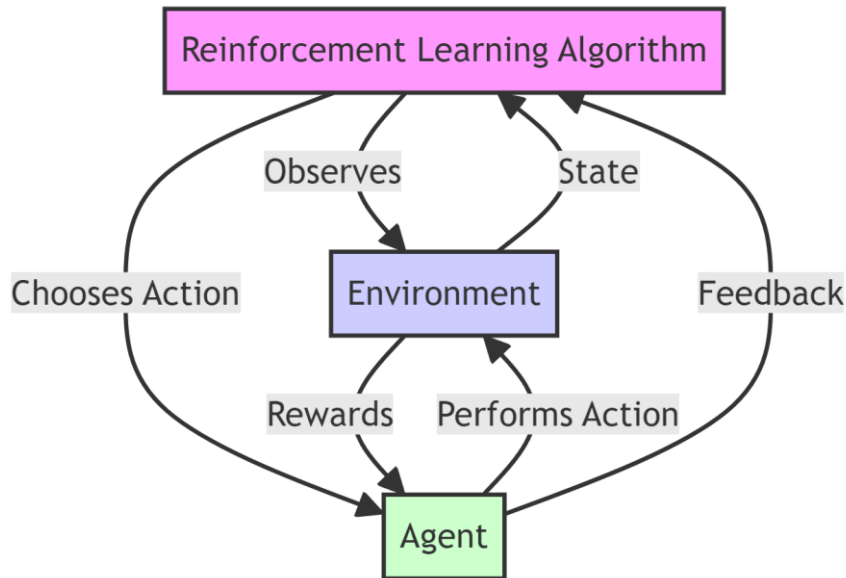 Reinforcement Learning Algorithm
Observes
State
Chooses Action
Environment
Feedback
Rewards
Performs Action
Agent